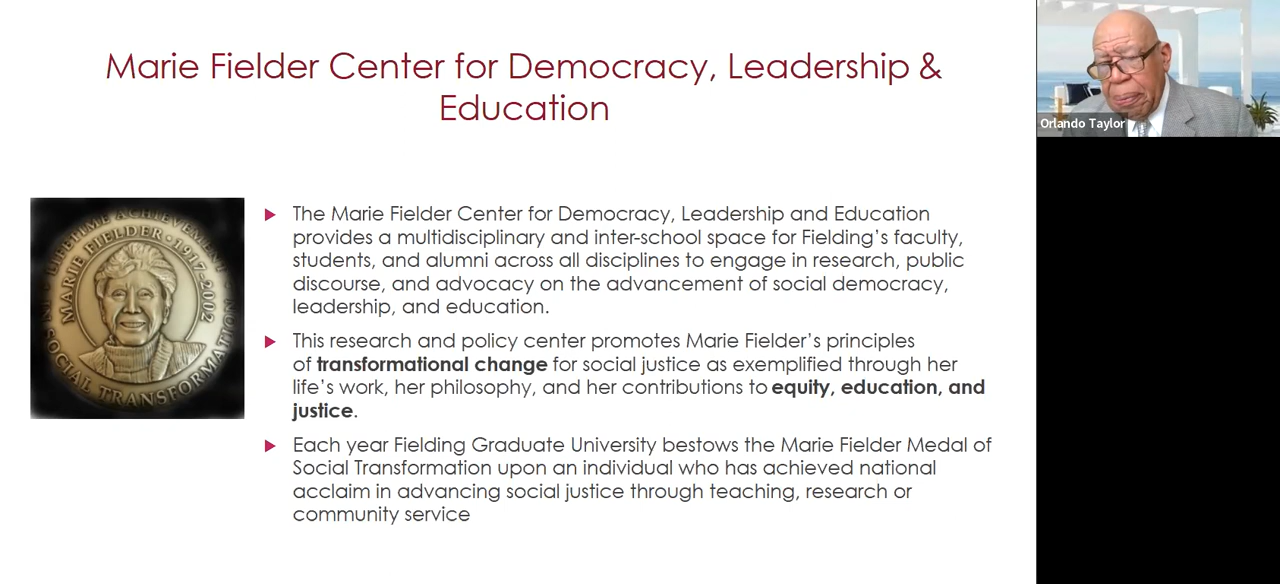 Marie Fielder Center for Democracy, Leadership &
Education
Orlando Taylor
LIFETIME ACHIEVEMENT IN
MARIE FIELDER · 1917-2002
SOCIAL TRANSFORMATION
The Marie Fielder Center for Democracy, Leadership and Education
provides a multidisciplinary and inter-school space for Fielding’s faculty,
students, and alumni across all disciplines to engage in research, public
discourse, and advocacy on the advancement of social democracy,
leadership, and education.
This research and policy center promotes Marie Fielder’s principles
of transformational change for social justice as exemplified through her
life’s work, her philosophy, and her contributions to equity, education, and
justice.
Each year Fielding Graduate University bestows the Marie Fielder Medal of
Social Transformation upon an individual who has achieved national
acclaim in advancing social justice through teaching, research or
community service